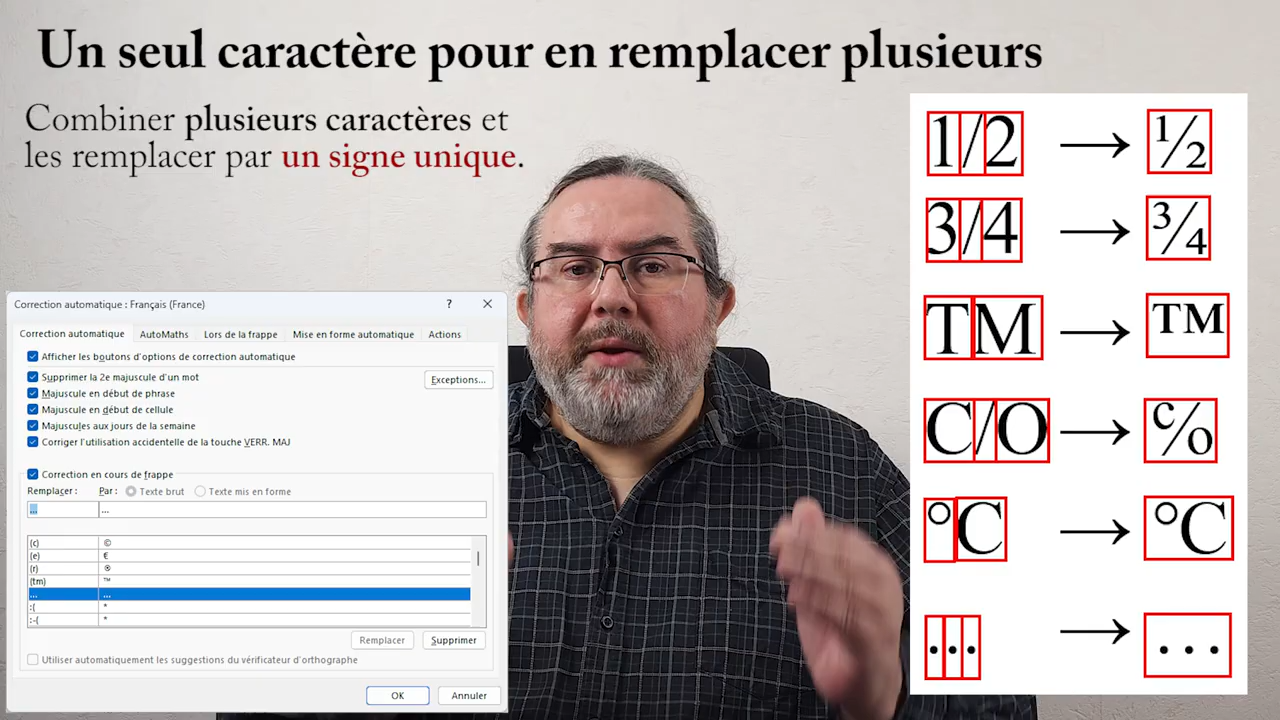 Un seul caractère pour en remplacer plusieurs
Combiner plusieurs caractères et
les remplacer par un signe unique.
Correction automatique : Français (France)
?
Correction automatique AutoMaths Lors de la frappe Mise en forme automatique Actions
Afficher les boutons d'options de correction automatique
Supprimer la 2e majuscule d'un mot
Exceptions...
Majuscule en début de phrase
Majuscule en début de cellule
Majuscules aux jours de la semaine
Corriger l'utilisation accidentelle de la touche VERR. MAJ
Correction en cours de frappe
Remplacer : Par : Texte brut Texte mis en forme
... ...
(c) ©
(e) €
(r) ®
(tm) ™
... ...
:( *
:-( *
Remplacer Supprimer
Utiliser automatiquement les suggestions du vérificateur d'orthographe
OK Annuler
1/2 → ½
3/4 → ¾
TM → ™
C/O → ℅
°C → ℃
... → …